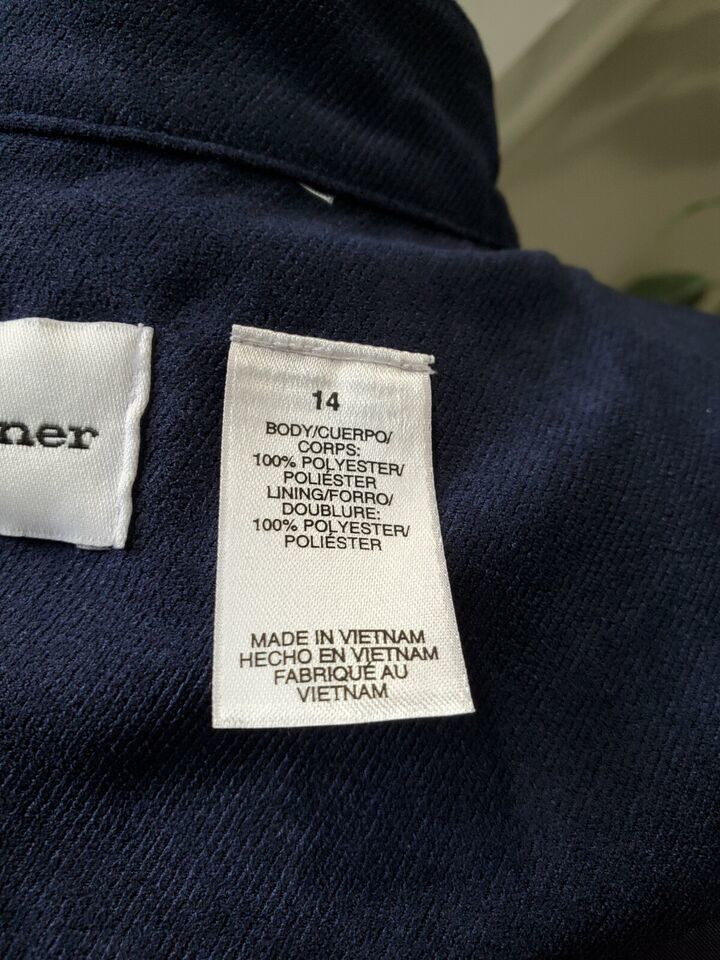 ner
14
BODY/CUERPO/
CORPS:
100% POLYESTER/
POLIÉSTER
LINING/FORRO/
DOUBLURE:
100% POLYESTER/
POLIÉSTER
MADE IN VIETNAM
HECHO EN VIETNAM
FABRIQUÉ AU
VIETNAM